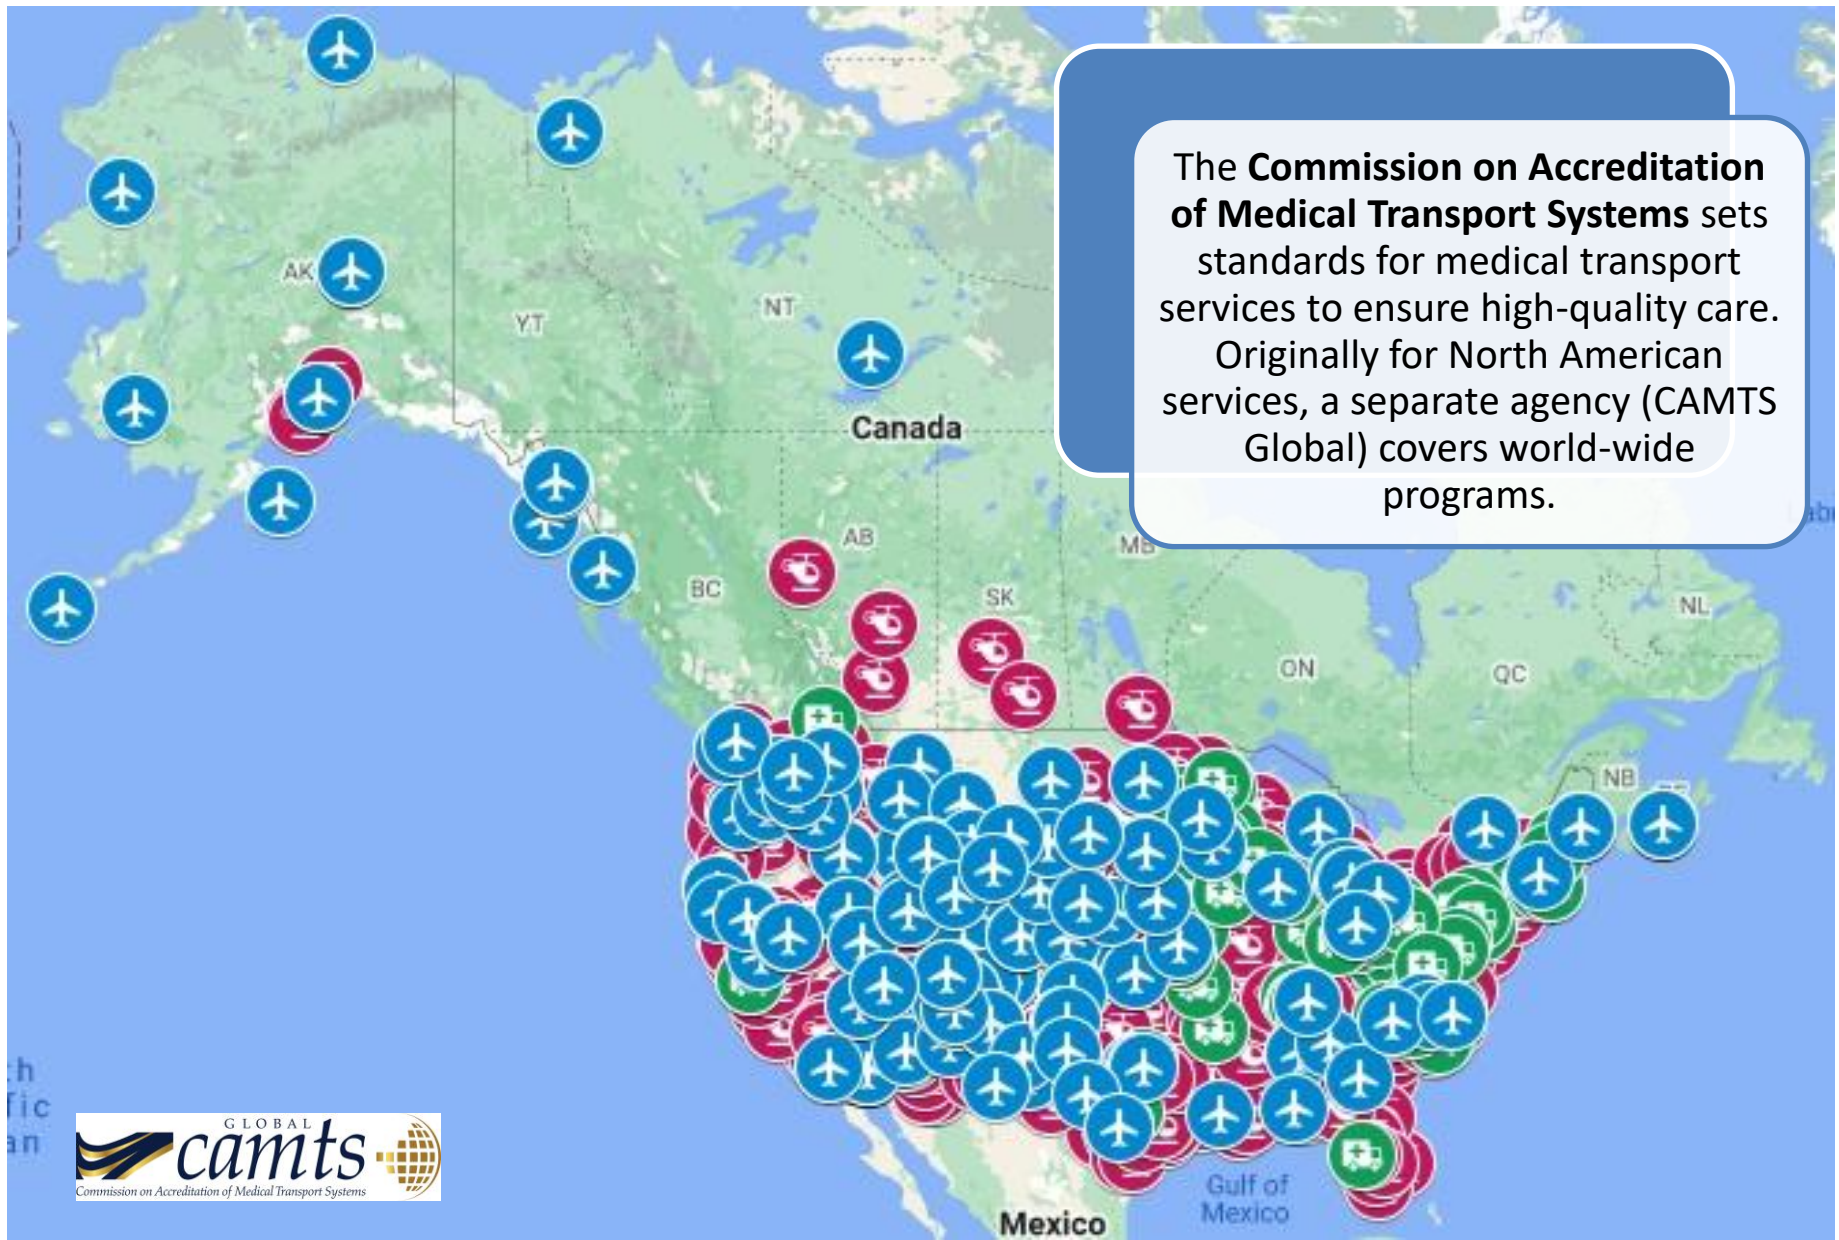 The Commission on Accreditation
of Medical Transport Systems sets
standards for medical transport
services to ensure high-quality care.
Originally for North American
services, a separate agency (CAMTS
Global) covers world-wide
programs.
AK
YT
NT
Canada
AB
MB
BC
SK
NL
ON
QC
NB
GLOBAL
camts
Commission on Accreditation of Medical Transport Systems
Gulf of
Mexico
Mexico